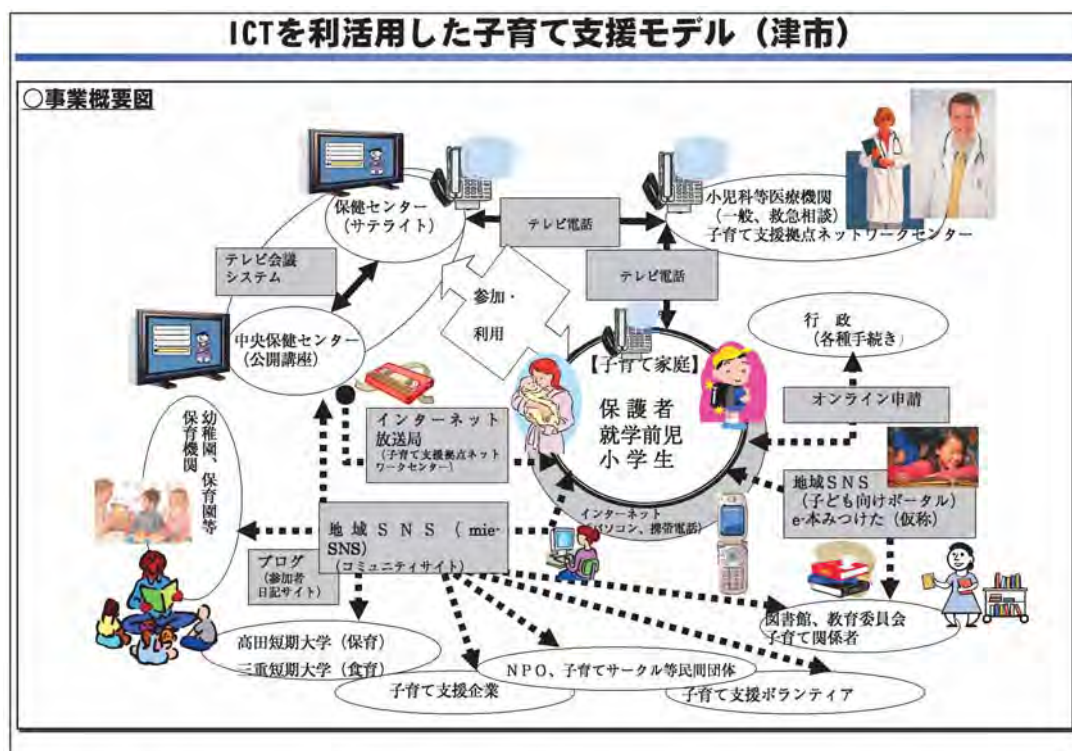 ICTを利活用した子育て支援モデル（津市）
○事業概要図
保健センター
（サテライト）
テレビ電話
小児科等医療機関
（一般、救急相談）
子育て支援拠点ネットワークセンター
テレビ会議
システム
テレビ電話
参加・
利用
中央保健センター
（公開講座）
行　政
（各種手続き）
【子育て家庭】
保護者
就学前児
小学生
オンライン申請
インターネット
放送局
（子育て支援拠点ネット
ワークセンター）
幼稚園、保育園等
保育機関
地域ＳＮＳ
（子ども向けポータル）
e-本みつけた（仮称）
インターネット
（パソコン、携帯電話）
地域ＳＮＳ（mie-
SNS）
（コミュニティサイト）
ブログ
（参加者
日記サイト）
図書館、教育委員会
子育て関係者
高田短期大学（保育）
三重短期大学（食育）
ＮＰＯ、子育てサークル等民間団体
子育て支援企業
子育て支援ボランティア